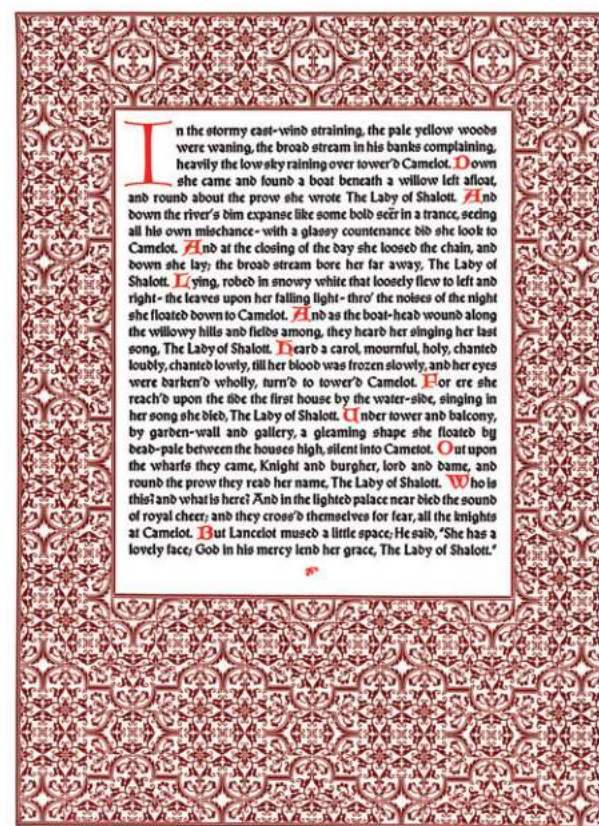 In the stormy east-wind straining, the pale yellow woods
were waning, the broad stream in his banks complaining,
heavily the low sky raining over tower'd Camelot. Down
she came and found a boat beneath a willow left afloat,
and round about the prow she wrote The Lady of Shalott. And
down the river's dim expanse like some bold seër in a trance, seeing
all his own mischance - with a glassy countenance did she look to
Camelot. And at the closing of the day she loosed the chain, and
down she lay; the broad stream bore her far away, The Lady of
Shalott. Lying, robed in snowy white that loosely flew to left and
right - the leaves upon her falling light - thro' the noises of the night
she floated down to Camelot. And as the boat-head wound along
the willowy hills and fields among, they heard her singing her last
song, The Lady of Shalott. Heard a carol, mournful, holy, chanted
loudly, chanted lowly, till her blood was frozen slowly, and her eyes
were darken'd wholly, turn'd to tower'd Camelot. For ere she
reach'd upon the tide the first house by the water-side, singing in
her song she died, The Lady of Shalott. Under tower and balcony,
by garden-wall and gallery, a gleaming shape she floated by
dead-pale between the houses high, silent into Camelot. Out upon
the wharfs they came, Knight and burgher, lord and dame, and
round the prow they read her name, The Lady of Shalott. Who is
this? and what is here? And in the lighted palace near died the sound
of royal cheer; and they cross'd themselves for fear, all the knights
at Camelot. But Lancelot mused a little space; He said, "She has a
lovely face; God in his mercy lend her grace, The Lady of Shalott."